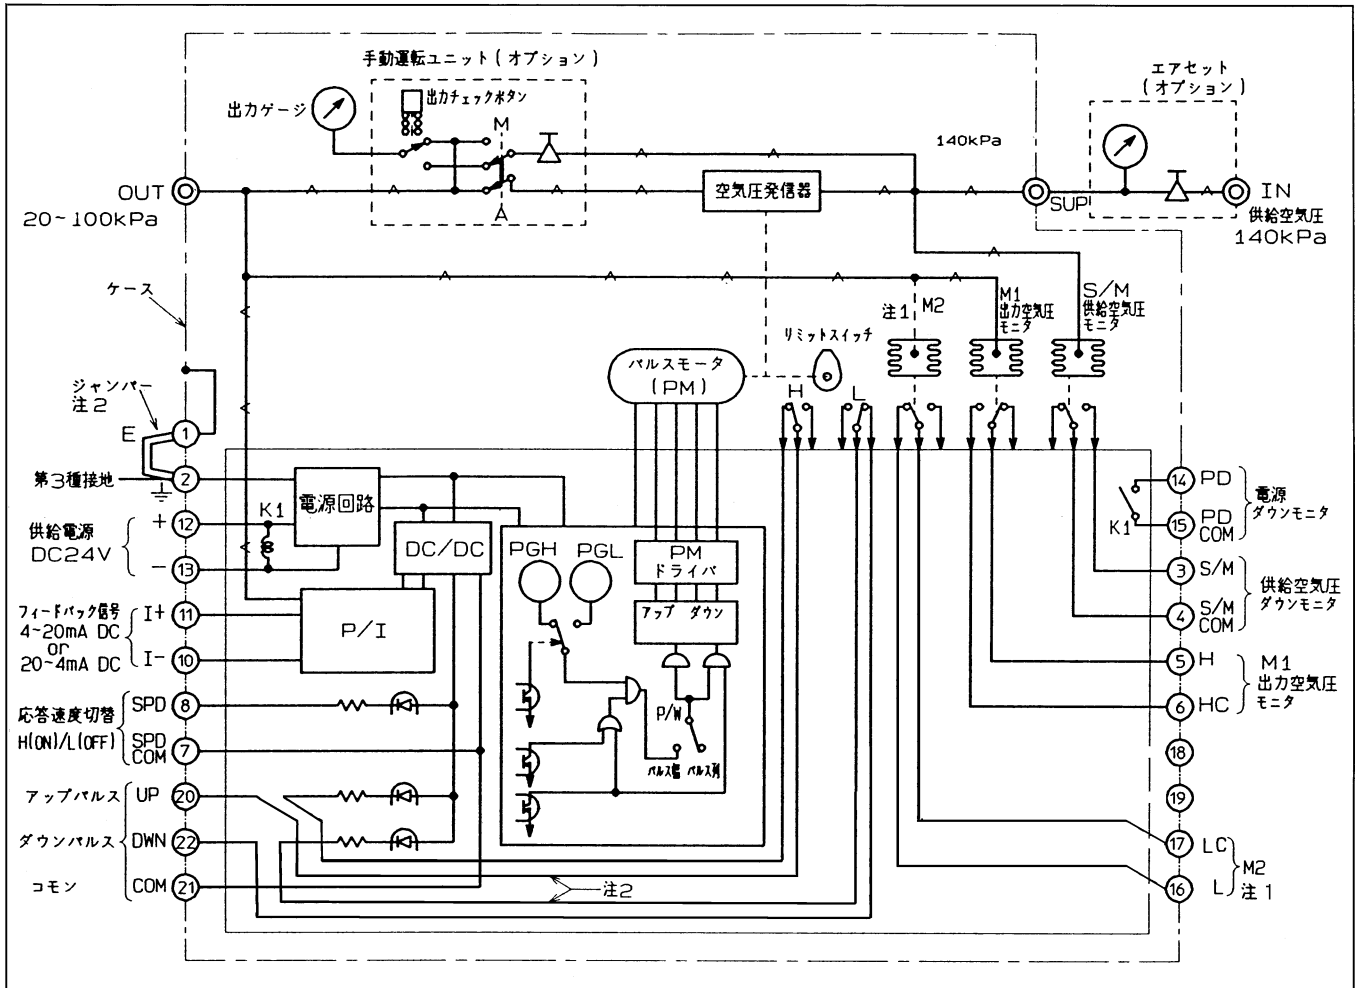 手動運転ユニット(オプション)
出力チェックボタン
出力ゲージ
M
A
エアセット
(オプション)
140kPa
OUT
20~100kPa
空気圧発信器
SUP
IN
供給空気圧
140kPa
ケース
注1
M2
M1
出力空気圧
モニタ
S/M
供給空気圧
モニタ
リミットスイッチ
パルスモータ
(PM)
H
L
ジャンパー
注2
E
1
第3種接地
2
K1
電源回路
供給電源
DC24V
+
12
-
13
DC/DC
フィードバック信号
4~20mA DC
or
20~4mA DC
I+
11
I-
10
P/I
PGH
PGL
PM
ドライバ
アップ ダウン
P/W
パルス幅 パルス列
応答速度切替
H(ON)/L(OFF)
SPD
8
SPD
COM
7
アップパルス
UP
20
ダウンパルス
DWN
22
コモン
COM
21
注2
K1
14
PD
15
PD
COM
電源
ダウンモニタ
3
S/M
4
S/M
COM
供給空気圧
ダウンモニタ
5
H
6
HC
M1
出力空気圧
モニタ
18
19
17
LC
16
L
M2
注1